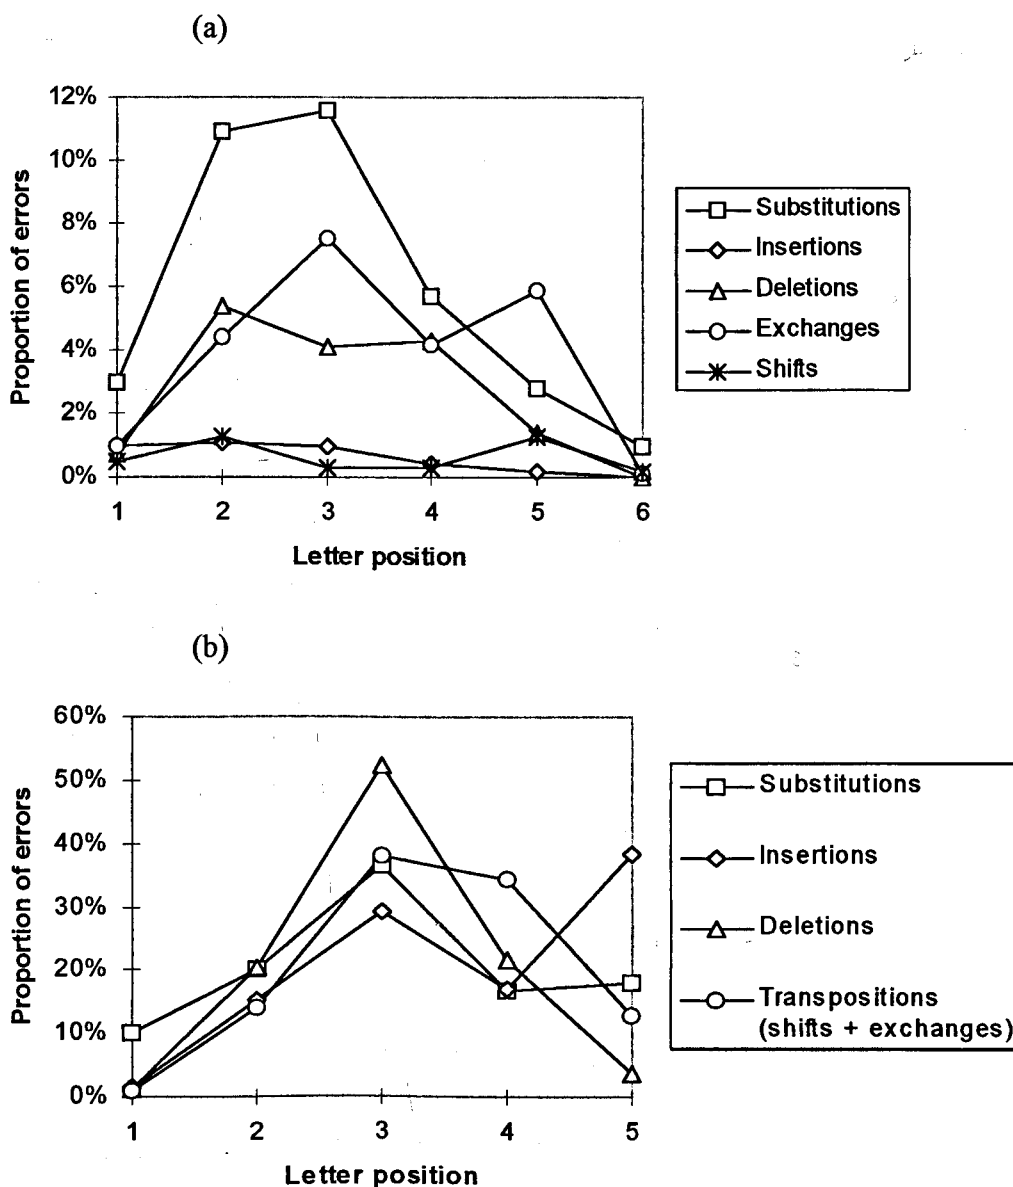 (a)
12%
10%
8%
6%
4%
2%
0%
Proportion of errors
1 2 3 4 5 6
Letter position
Substitutions
Insertions
Deletions
Exchanges
Shifts
(b)
60%
50%
40%
30%
20%
10%
0%
Proportion of errors
1 2 3 4 5
Letter position
Substitutions
Insertions
Deletions
Transpositions
(shifts + exchanges)